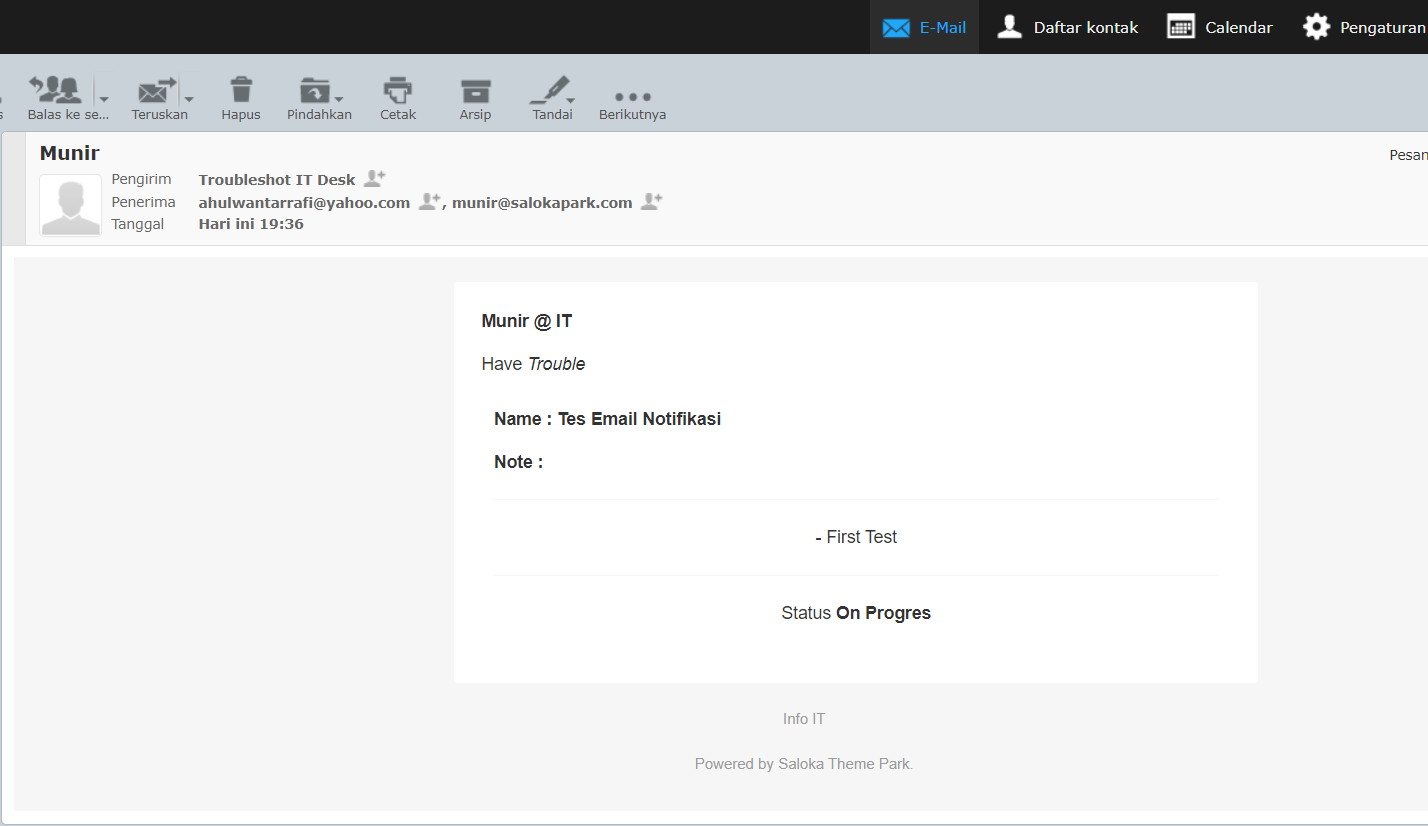 E-Mail Daftar kontak Calendar Pengaturan
s Balas ke se... Teruskan Hapus Pindahkan Cetak Arsip Tandai Berikutnya
Munir
Pesan
Pengirim Troubleshot IT Desk
Penerima ahulwantarrafi@yahoo.com , munir@salokapark.com
Tanggal Hari ini 19:36
Munir @ IT
Have Trouble
Name : Tes Email Notifikasi
Note :
- First Test
Status On Progres
Info IT
Powered by Saloka Theme Park.